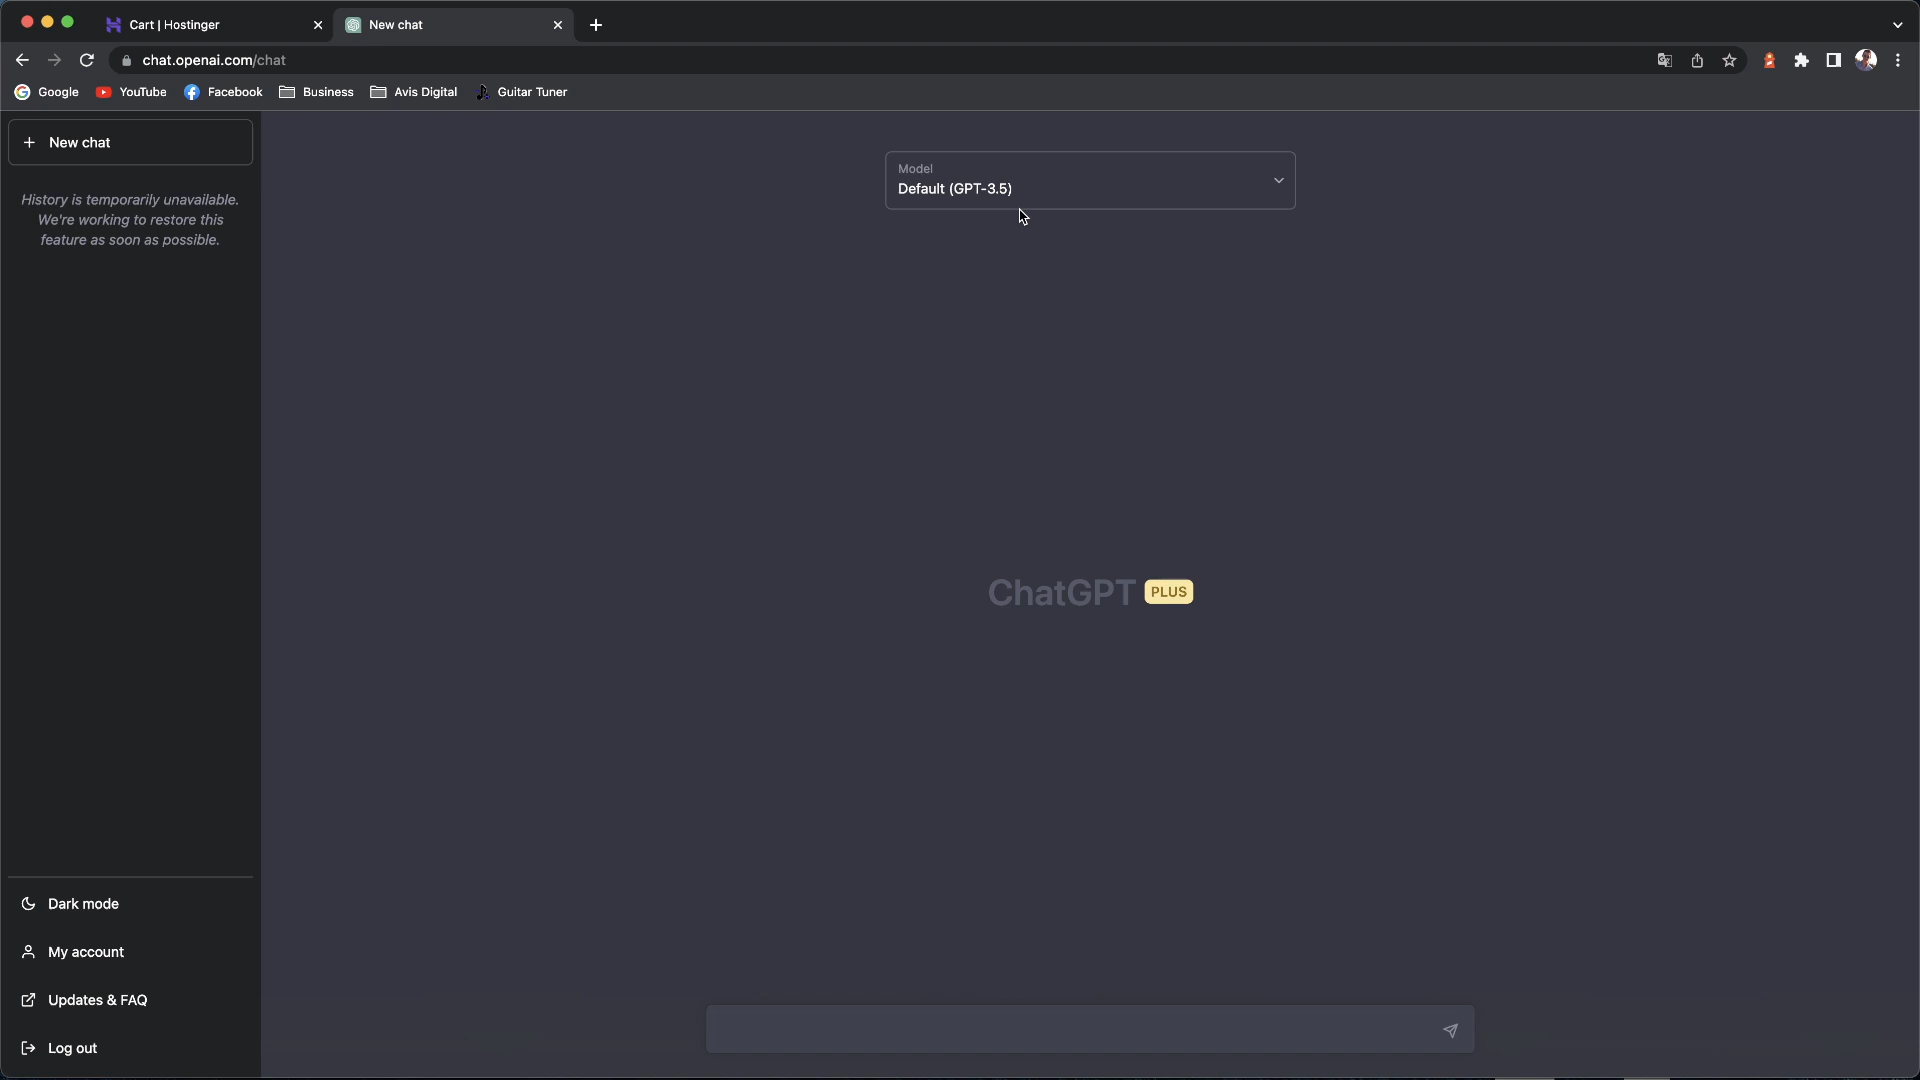 Cart | Hostinger
New chat
chat.openai.com/chat
Google YouTube Facebook Business Avis Digital Guitar Tuner
New chat
History is temporarily unavailable.
We're working to restore this
feature as soon as possible.
Model
Default (GPT-3.5)
ChatGPT PLUS
Dark mode
My account
Updates & FAQ
Log out